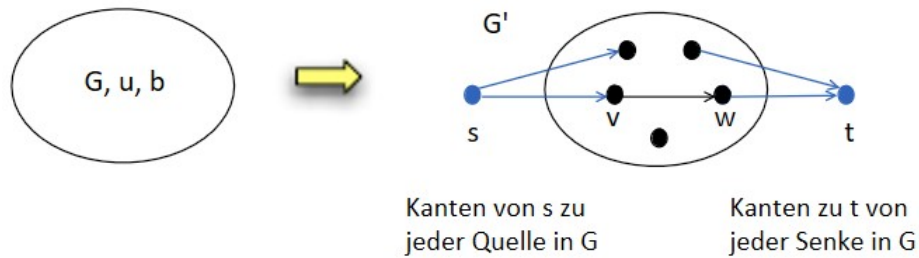 G, u, b
G'
s
v
w
t
Kanten von s zu
jeder Quelle in G
Kanten zu t von
jeder Senke in G